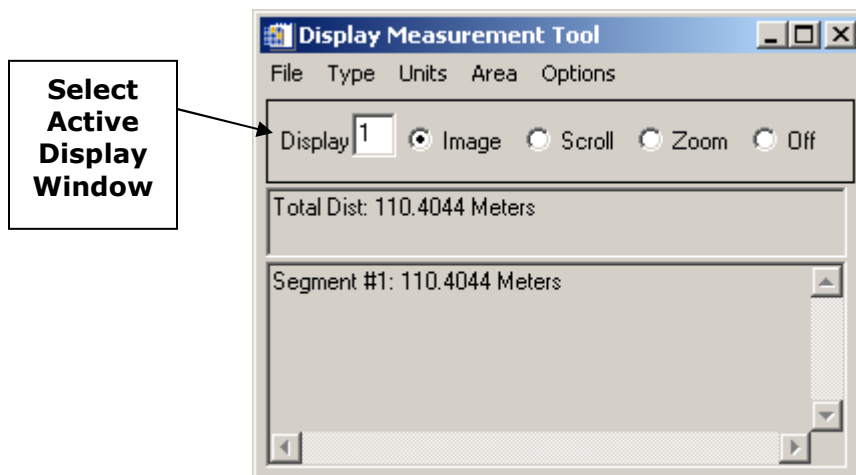 Display Measurement Tool
File Type Units Area Options
Select
Active
Display
Window
Display 1 Image Scroll Zoom Off
Total Dist: 110.4044 Meters
Segment #1: 110.4044 Meters